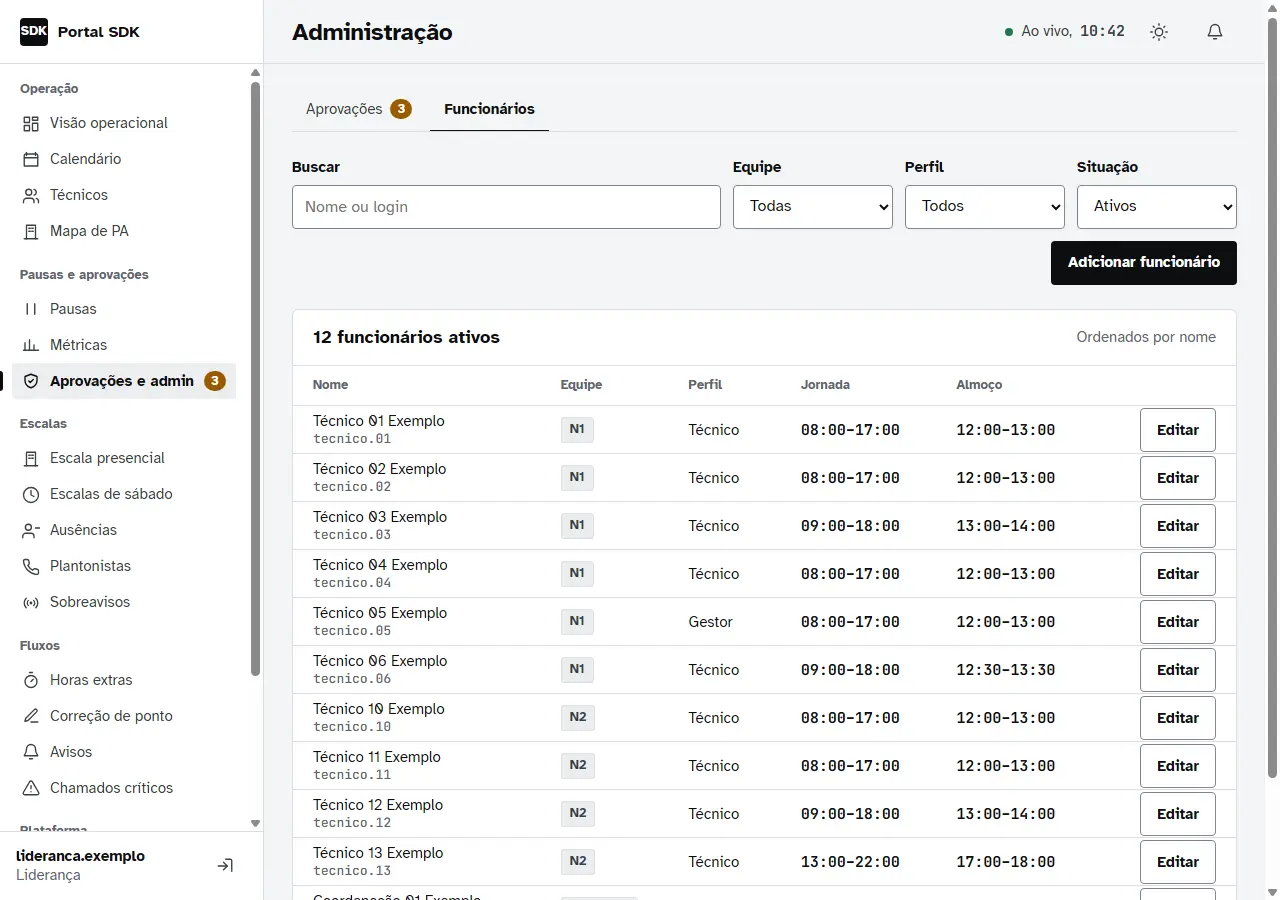 SDK Portal SDK
Administração
Ao vivo, 10:42
Operação
Visão operacional
Calendário
Técnicos
Mapa de PA
Pausas e aprovações
Pausas
Métricas
Aprovações e admin 3
Escalas
Escala presencial
Escalas de sábado
Ausências
Plantonistas
Sobreavisos
Fluxos
Horas extras
Correção de ponto
Avisos
Chamados críticos
Plataforma
lideranca.exemplo
Liderança
Aprovações 3 Funcionários
Buscar Equipe Perfil Situação
Nome ou login Todas Todos Ativos
Adicionar funcionário
12 funcionários ativos Ordenados por nome
Nome Equipe Perfil Jornada Almoço
Técnico 01 Exemplo
tecnico.01 N1 Técnico 08:00–17:00 12:00–13:00 Editar
Técnico 02 Exemplo
tecnico.02 N1 Técnico 08:00–17:00 12:00–13:00 Editar
Técnico 03 Exemplo
tecnico.03 N1 Técnico 09:00–18:00 13:00–14:00 Editar
Técnico 04 Exemplo
tecnico.04 N1 Técnico 08:00–17:00 12:00–13:00 Editar
Técnico 05 Exemplo
tecnico.05 N1 Gestor 08:00–17:00 12:00–13:00 Editar
Técnico 06 Exemplo
tecnico.06 N1 Técnico 09:00–18:00 12:30–13:30 Editar
Técnico 10 Exemplo
tecnico.10 N2 Técnico 08:00–17:00 12:00–13:00 Editar
Técnico 11 Exemplo
tecnico.11 N2 Técnico 08:00–17:00 12:00–13:00 Editar
Técnico 12 Exemplo
tecnico.12 N2 Técnico 09:00–18:00 13:00–14:00 Editar
Técnico 13 Exemplo
tecnico.13 N2 Técnico 13:00–22:00 17:00–18:00 Editar
Coordenação 01 Exemplo